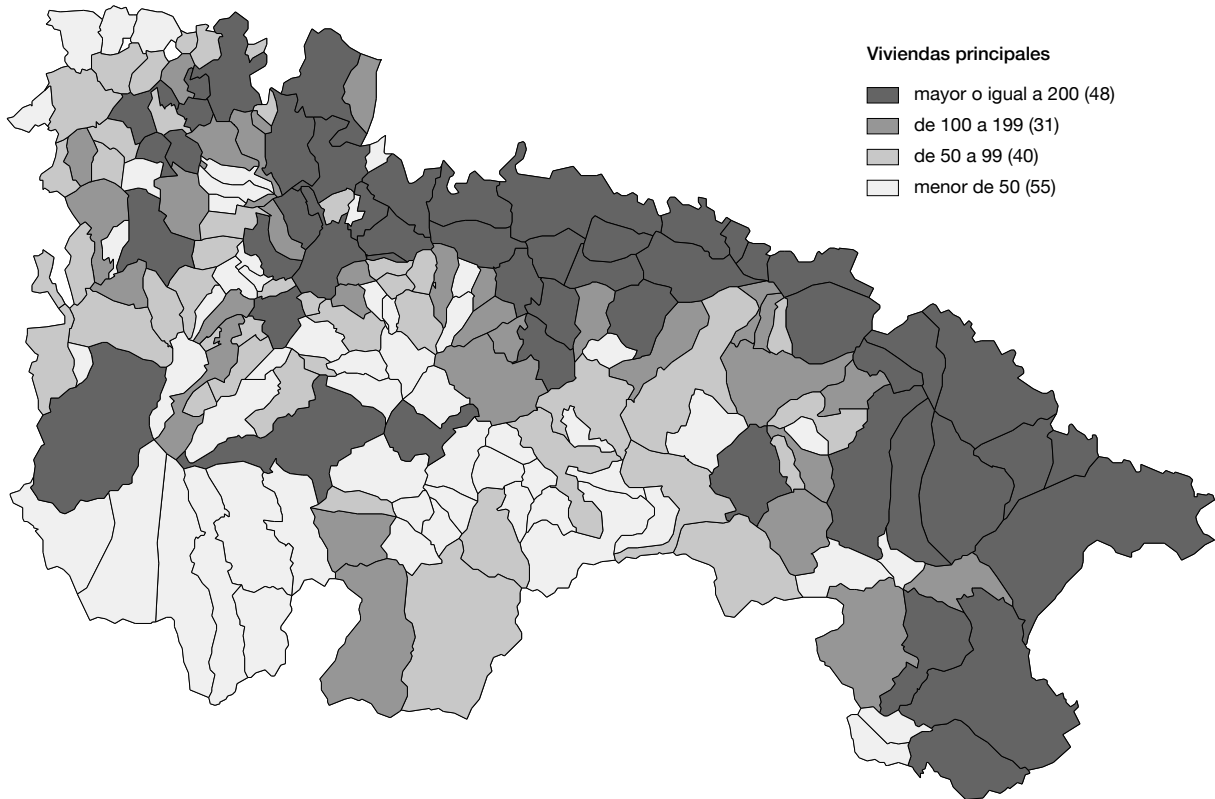 Viviendas principales
mayor o igual a 200 (48)
de 100 a 199 (31)
de 50 a 99 (40)
menor de 50 (55)